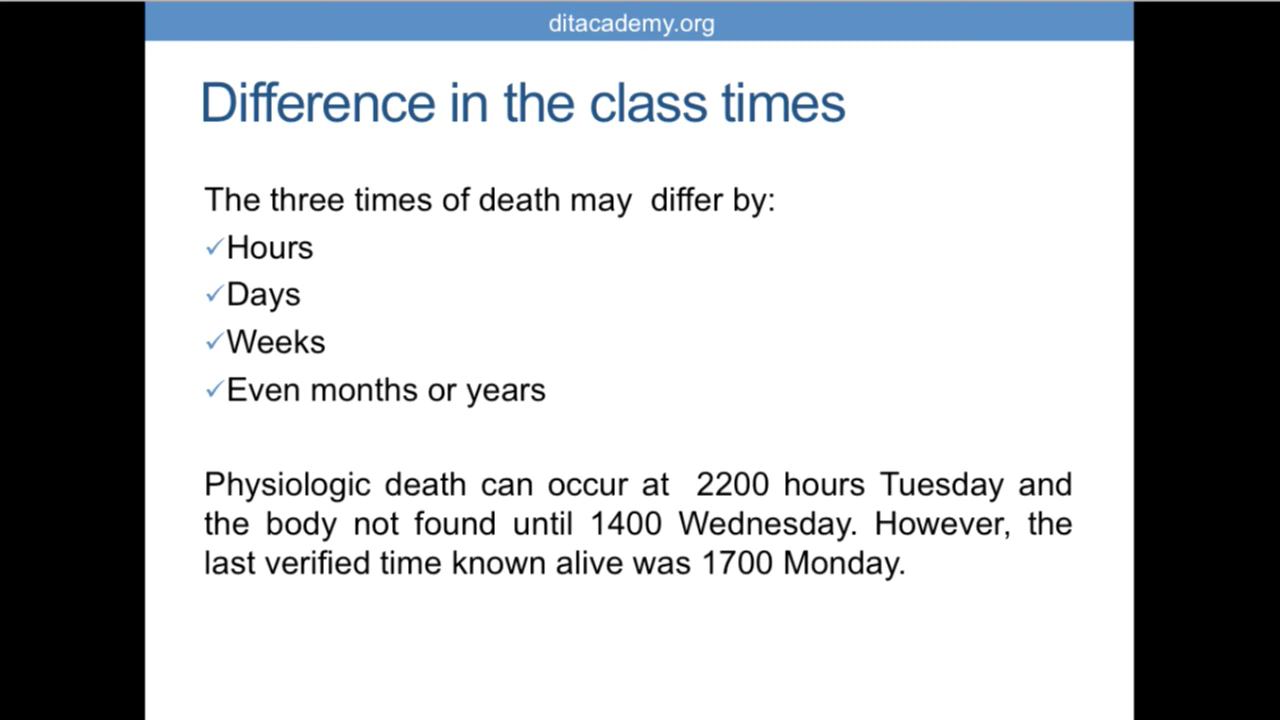 ditacademy.org
Difference in the class times
The three times of death may  differ by:
✓Hours
✓Days
✓Weeks
✓Even months or years
Physiologic death can occur at  2200 hours Tuesday and
the body not found until 1400 Wednesday. However, the
last verified time known alive was 1700 Monday.